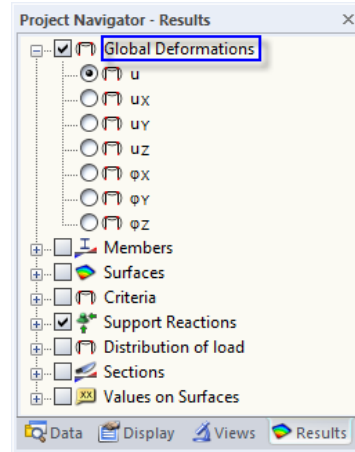 Project Navigator - Results
Global Deformations
u
uX
uY
uZ
φX
φY
φZ
Members
Surfaces
Criteria
Support Reactions
Distribution of load
Sections
xx Values on Surfaces
Data Display Views Results